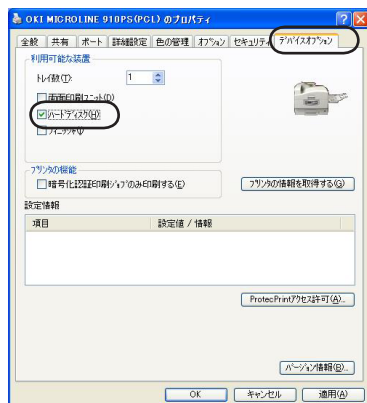 OKI MICROLINE 910PS(PCL) のプロパティ
全般 共有 ポート 詳細設定 色の管理 オプション セキュリティ デバイスオプション
利用可能な装置
トレイ数(T): 1
両面印刷ユニット(D)
ハードディスク(H)
フィニッシャ(I)
プリンタの機能
暗号化認証印刷ジョブのみ印刷する(E)
プリンタの情報を取得する(G)
設定情報
項目 設定値 / 情報
ProtecPrintアクセス許可(A)...
バージョン情報(B)...
OK キャンセル 適用(A)